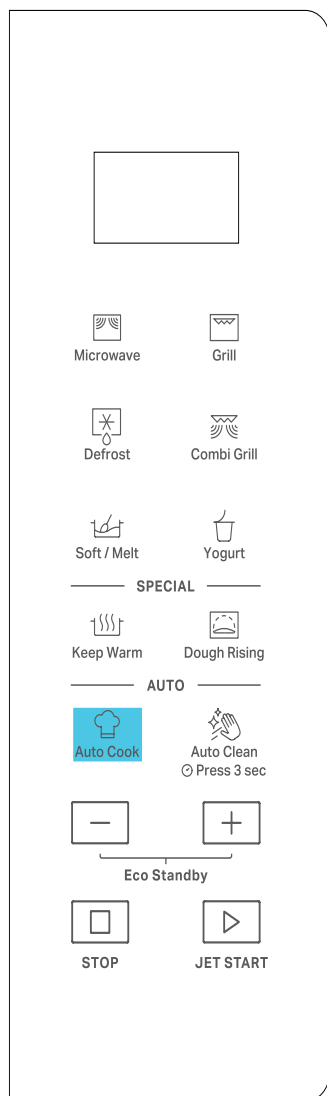 Microwave Grill
Defrost Combi Grill
Soft / Melt Yogurt
SPECIAL
Keep Warm Dough Rising
AUTO
Auto Cook Auto Clean
Press 3 sec
Eco Standby
STOP JET START